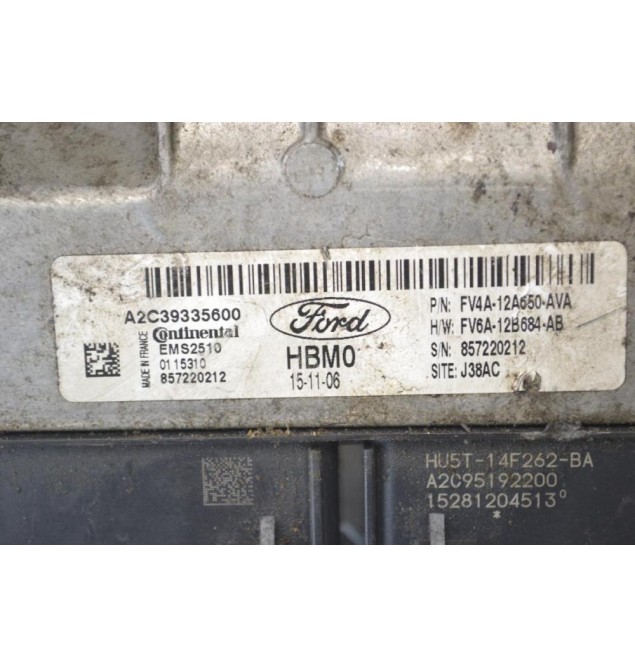 A2C39335600
Continental
EMS2510
0115310
857220212
MADE IN FRANCE
Ford
HBM0
15-11-06
P/N: FV4A-12A650-AVA
H/W: FV6A-12B684-AB
S/N: 857220212
SITE: J38AC
HU5T-14F262-BA
A2C95192200
15281204513°
*